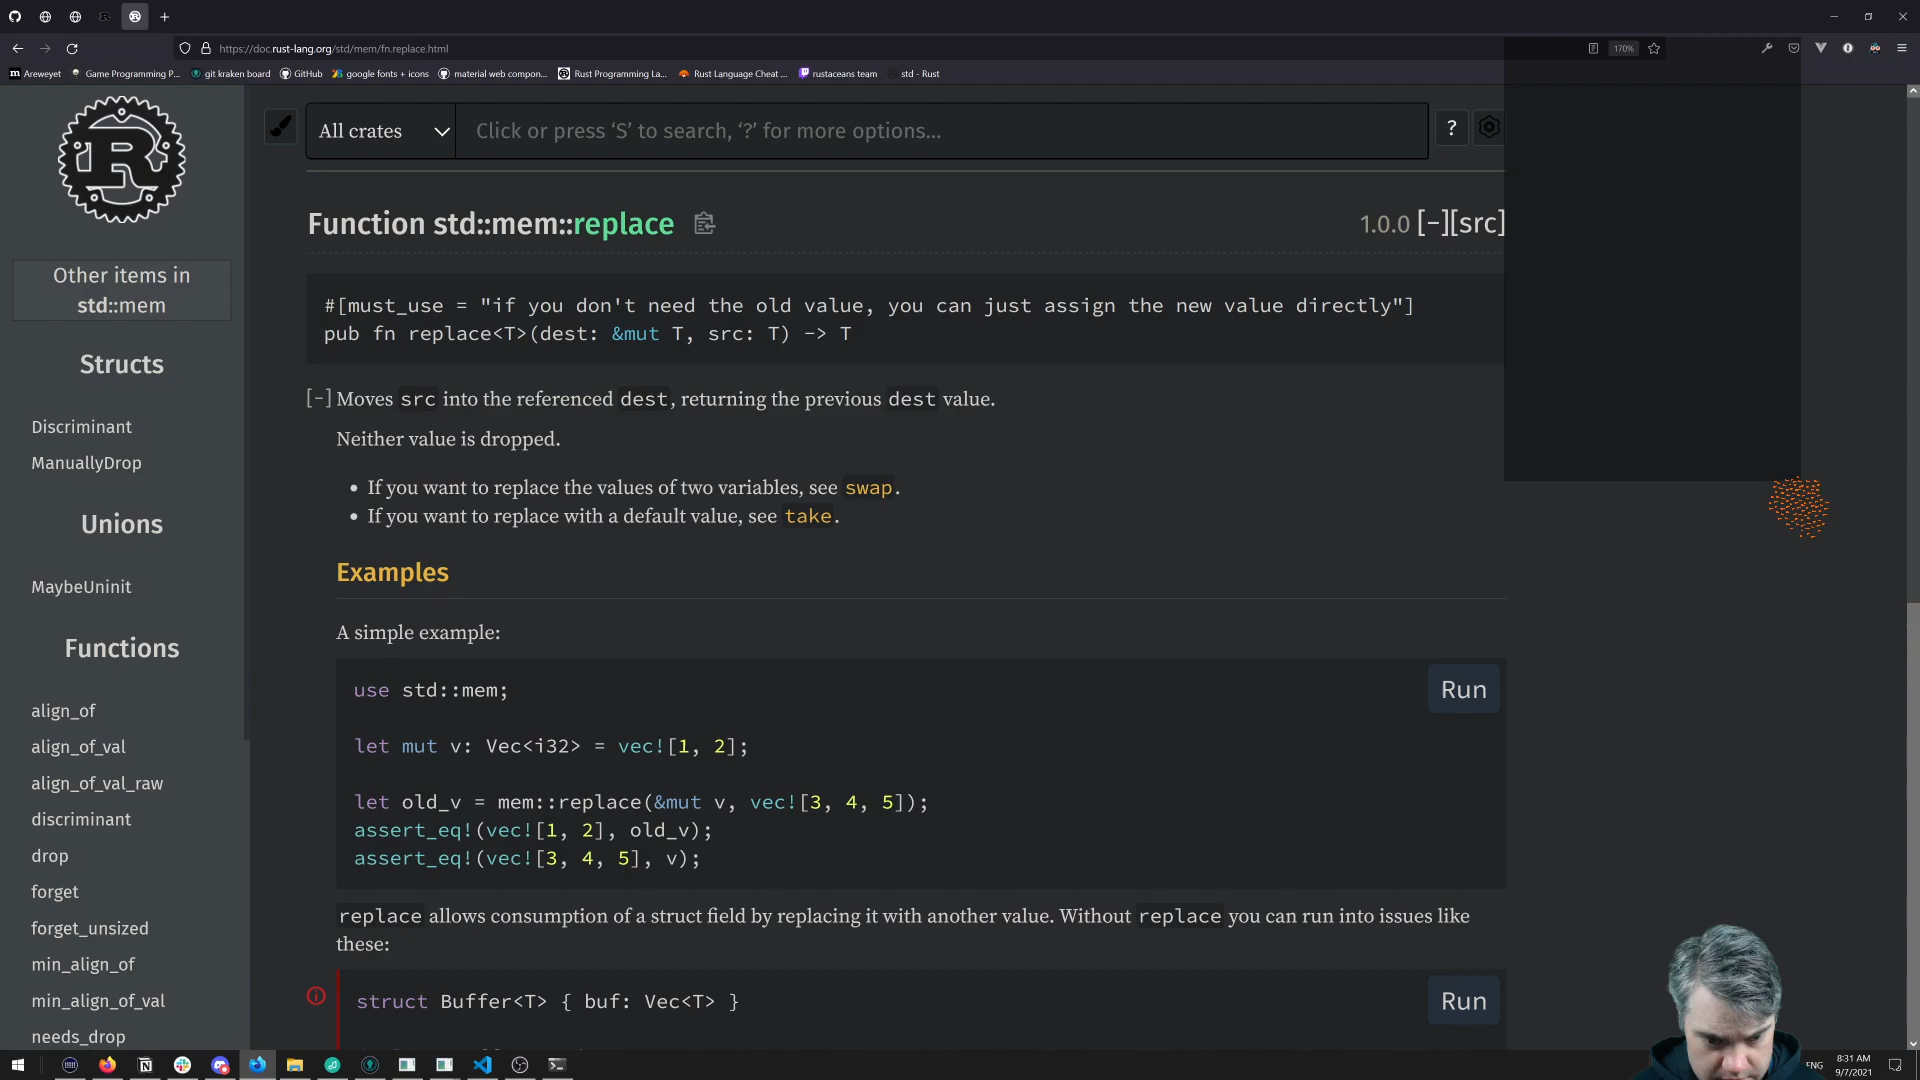 https://doc.rust-lang.org/std/mem/fn.replace.html
170%
Areweyet
Game Programming P...
git kraken board
GitHub
google fonts + icons
material web compon...
Rust Programming La...
Rust Language Cheat ...
rustaceans team
std - Rust
R
Other items in
std::mem
Structs
Discriminant
ManuallyDrop
Unions
MaybeUninit
Functions
align_of
align_of_val
align_of_val_raw
discriminant
drop
forget
forget_unsized
min_align_of
min_align_of_val
needs_drop
All crates
Click or press ‘S’ to search, ‘?’ for more options...
?
Function std::mem::replace
1.0.0 [-][src]
#[must_use = "if you don't need the old value, you can just assign the new value directly"]
pub fn replace<T>(dest: &mut T, src: T) -> T
[-] Moves src into the referenced dest, returning the previous dest value.
Neither value is dropped.
• If you want to replace the values of two variables, see swap.
• If you want to replace with a default value, see take.
Examples
A simple example:
Run
use std::mem;
let mut v: Vec<i32> = vec![1, 2];
let old_v = mem::replace(&mut v, vec![3, 4, 5]);
assert_eq!(vec![1, 2], old_v);
assert_eq!(vec![3, 4, 5], v);
replace allows consumption of a struct field by replacing it with another value. Without replace you can run into issues like
these:
Run
struct Buffer<T> { buf: Vec<T> }
ENG
8:31 AM
9/7/2021